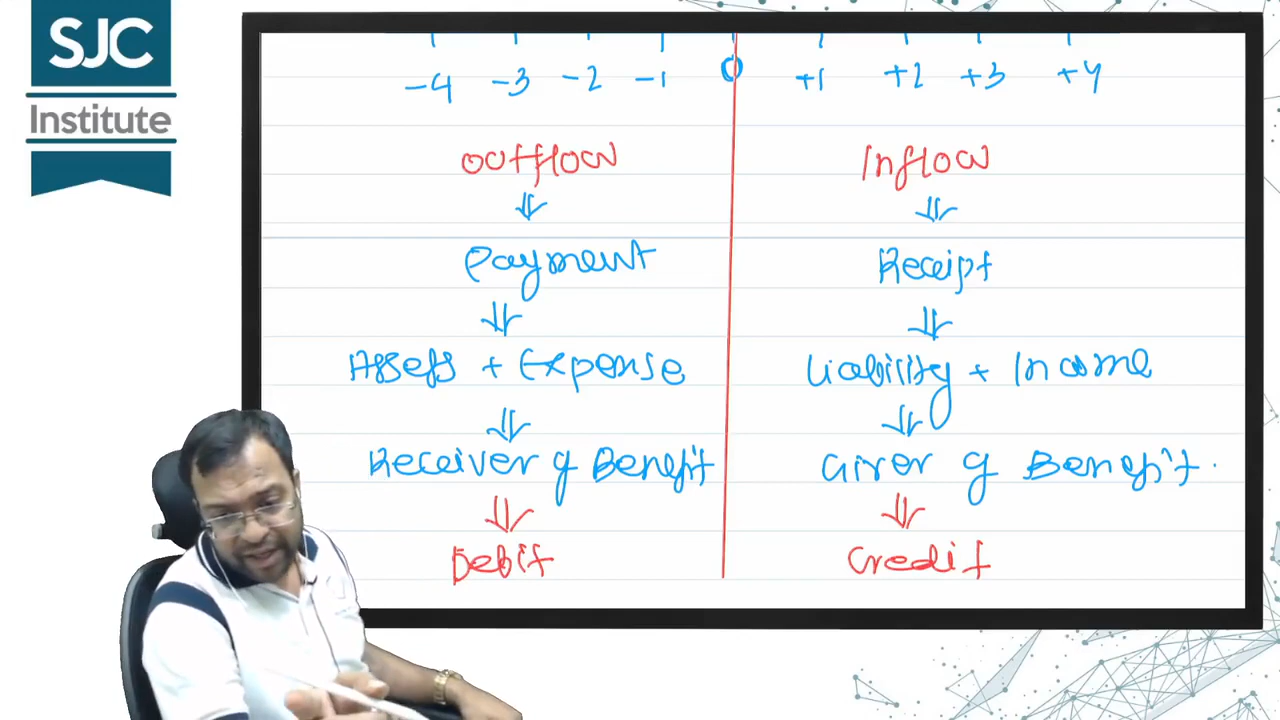 SJC
Institute
-4 -3 -2 -1 0 +1 +2 +3 +4
Outflow Inflow
Payment Receipt
Assets + Expense Liability + Income
Receiver of Benefit Giver of Benefit.
Debit Credit